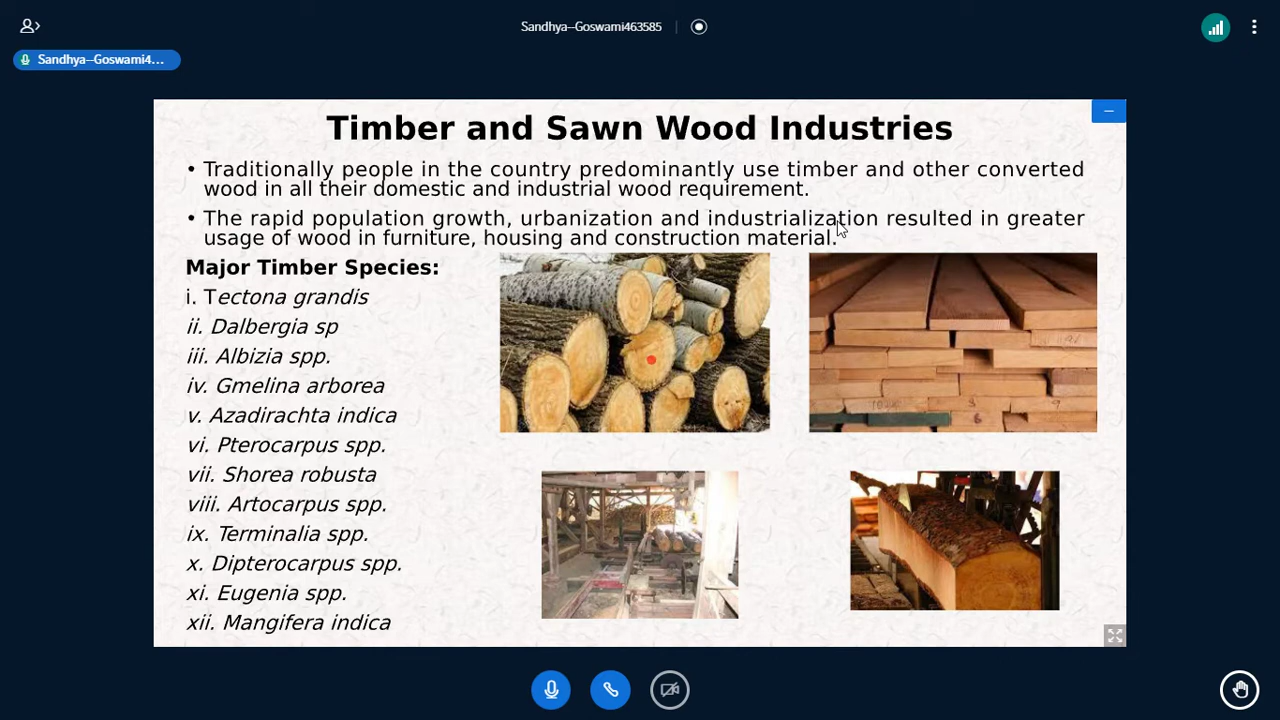 Sandhya--Goswami463585
Sandhya--Goswami4...
Timber and Sawn Wood Industries
• Traditionally people in the country predominantly use timber and other converted
wood in all their domestic and industrial wood requirement.
• The rapid population growth, urbanization and industrialization resulted in greater
usage of wood in furniture, housing and construction material.
Major Timber Species:
i. Tectona grandis
ii. Dalbergia sp
iii. Albizia spp.
iv. Gmelina arborea
v. Azadirachta indica
vi. Pterocarpus spp.
vii. Shorea robusta
viii. Artocarpus spp.
ix. Terminalia spp.
x. Dipterocarpus spp.
xi. Eugenia spp.
xii. Mangifera indica